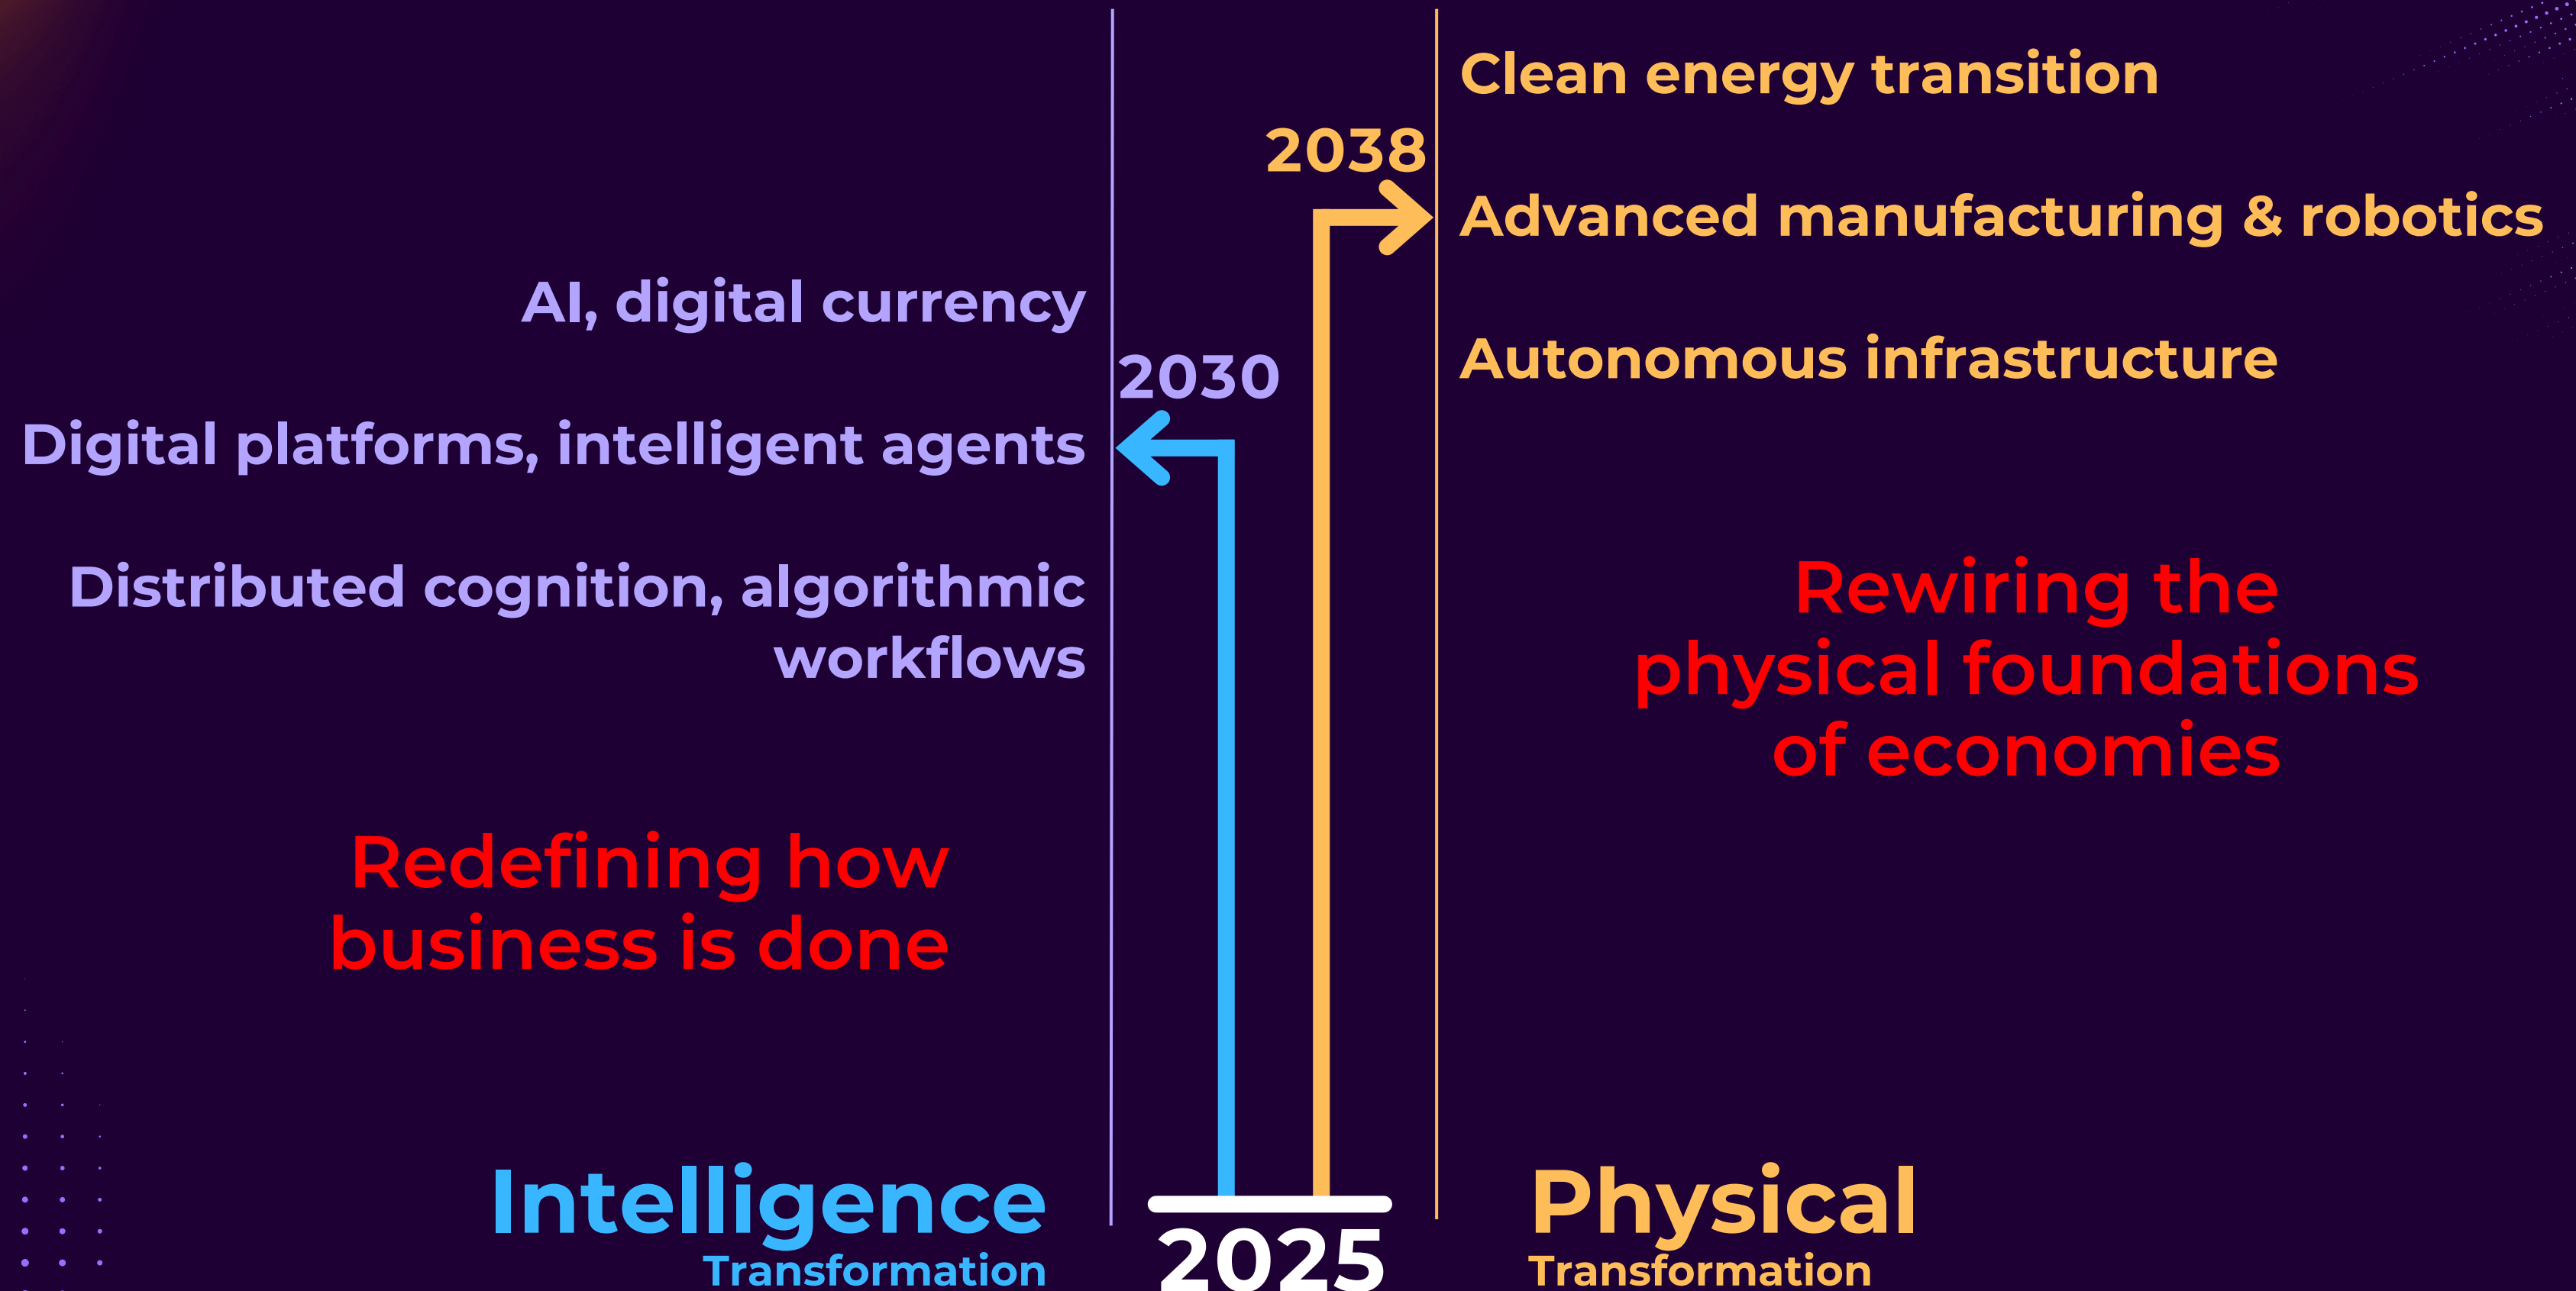 AI, digital currency
2030
Digital platforms, intelligent agents
Distributed cognition, algorithmic
workflows
Redefining how
business is done
Intelligence
Transformation
2025
2038
Clean energy transition
Advanced manufacturing & robotics
Autonomous infrastructure
Rewiring the
physical foundations
of economies
Physical
Transformation